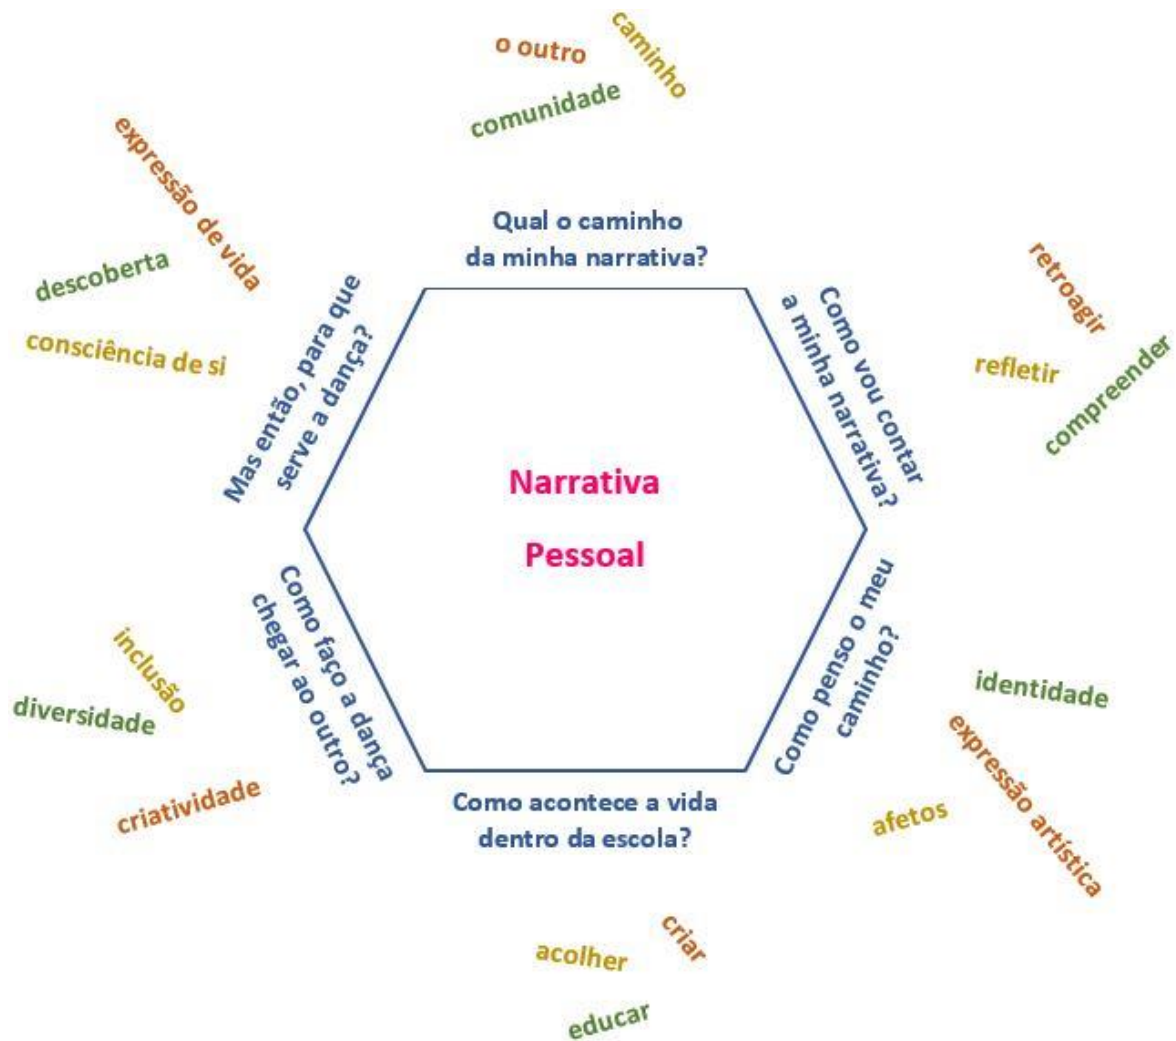 o outro
caminho
comunidade
Qual o caminho
da minha narrativa?
retroagir
refletir
compreender
Como vou contar
a minha narrativa?
identidade
expressão artística
afetos
Como penso o meu
caminho?
Como acontece a vida
dentro da escola?
criar
acolher
educar
Como faço a dança
chegar ao outro?
inclusão
diversidade
criatividade
Mas então, para que
serve a dança?
expressão de vida
descoberta
consciência de si
Narrativa
Pessoal